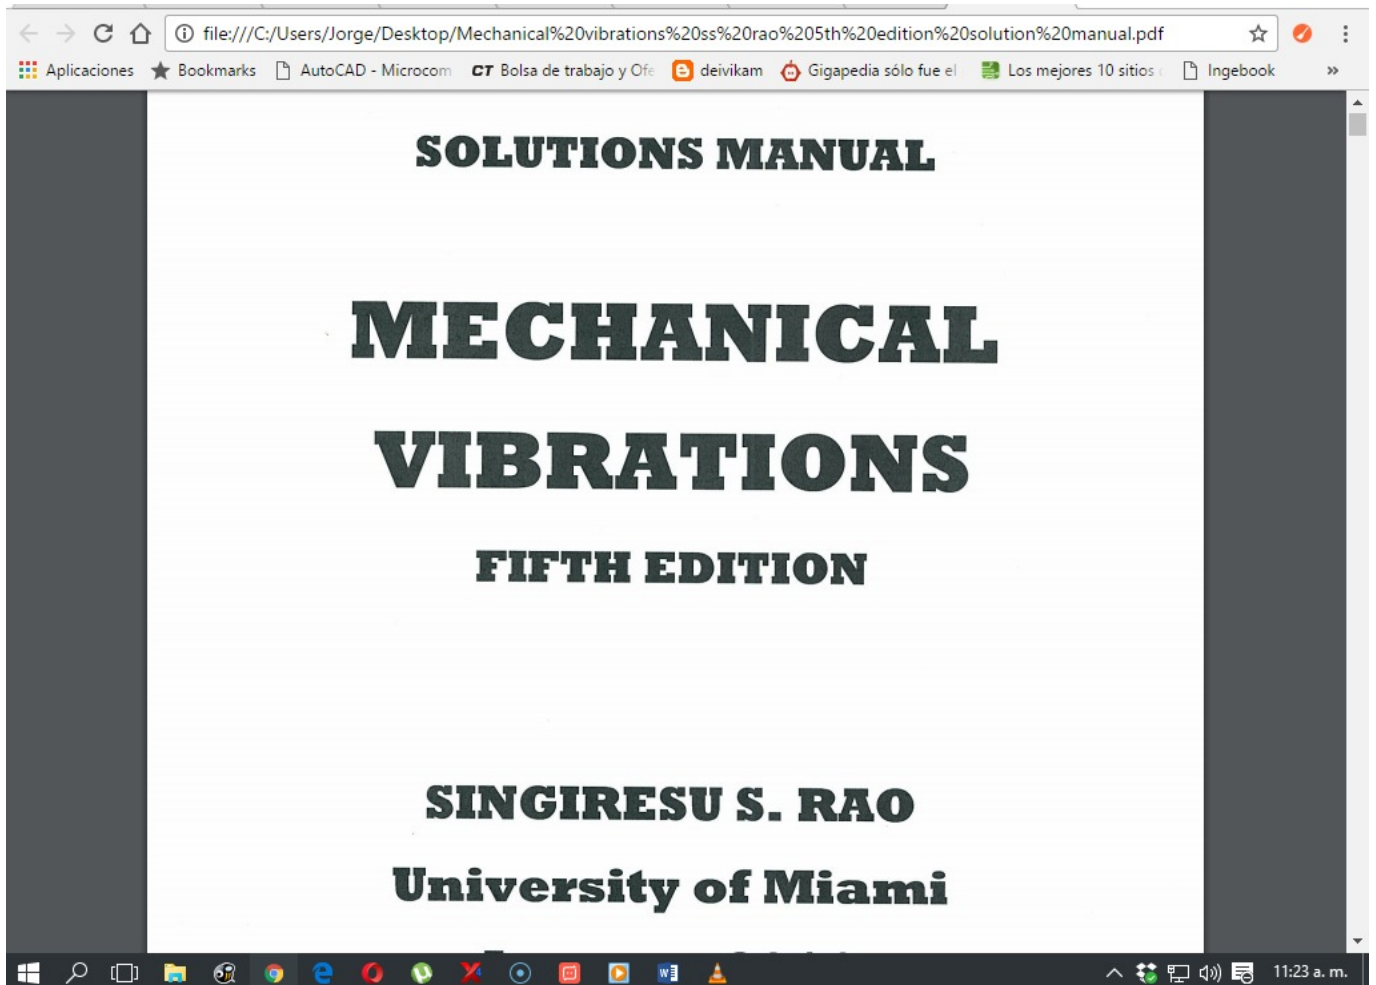 file:///C:/Users/Jorge/Desktop/Mechanical%20vibrations%20ss%20rao%205th%20edition%20solution%20manual.pdf
Aplicaciones Bookmarks AutoCAD - Microcom CT Bolsa de trabajo y Ofe deivikam Gigapedia sólo fue el Los mejores 10 sitios Ingebook »
SOLUTIONS MANUAL
MECHANICAL
VIBRATIONS
FIFTH EDITION
SINGIRESU S. RAO
University of Miami
11:23 a. m.